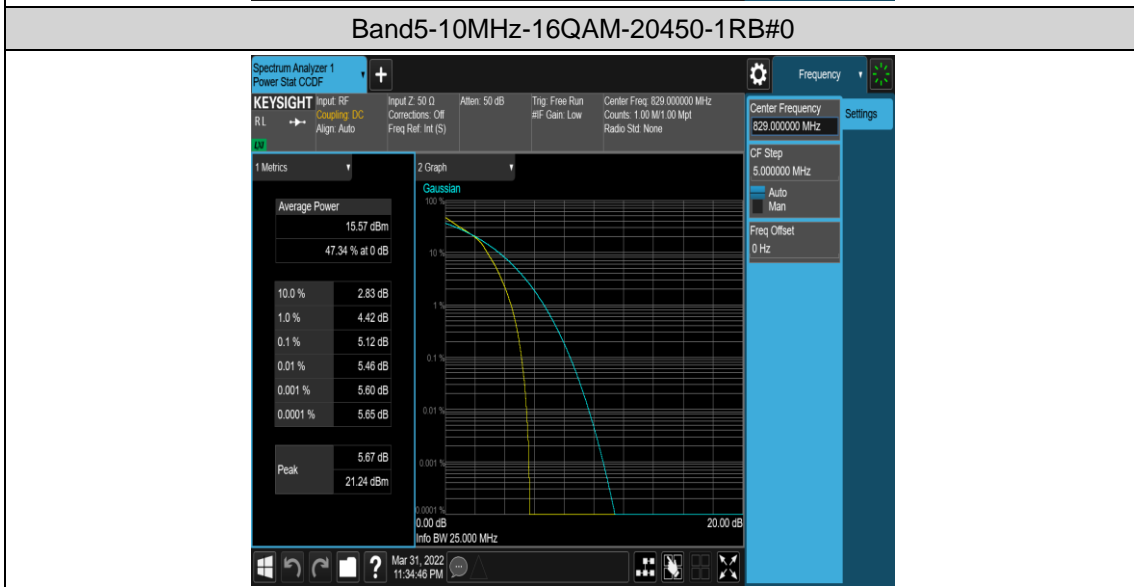 Band5-10MHz-16QAM-20450-1RB#0
Spectrum Analyzer 1
Power Stat CCDF
+
Frequency
KEYSIGHT
RL
Input: RF
Coupling: DC
Align: Auto
Input Z: 50 Ω
Corrections: Off
Freq Ref: Int (S)
Atten: 50 dB
Trig: Free Run
#IF Gain: Low
Center Freq: 829.000000 MHz
Counts: 1.00 M/1.00 Mpt
Radio Std: None
Center Frequency
829.000000 MHz
Settings
CF Step
5.000000 MHz
Auto
Man
Freq Offset
0 Hz
1 Metrics
Average Power
15.57 dBm
47.34 % at 0 dB
10.0 % 2.83 dB
1.0 % 4.42 dB
0.1 % 5.12 dB
0.01 % 5.46 dB
0.001 % 5.60 dB
0.0001 % 5.65 dB
Peak
5.67 dB
21.24 dBm
2 Graph
Gaussian
100 %
10 %
1 %
0.1 %
0.01 %
0.001 %
0.0001 %
0.00 dB 20.00 dB
Info BW 25.000 MHz
?
Mar 31, 2022
11:34:46 PM